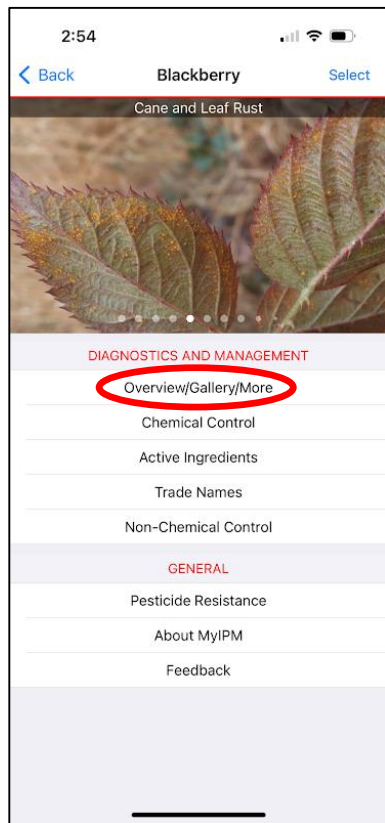 2:54
Back Blackberry Select
Cane and Leaf Rust
DIAGNOSTICS AND MANAGEMENT
Overview/Gallery/More
Chemical Control
Active Ingredients
Trade Names
Non-Chemical Control
GENERAL
Pesticide Resistance
About MyIPM
Feedback